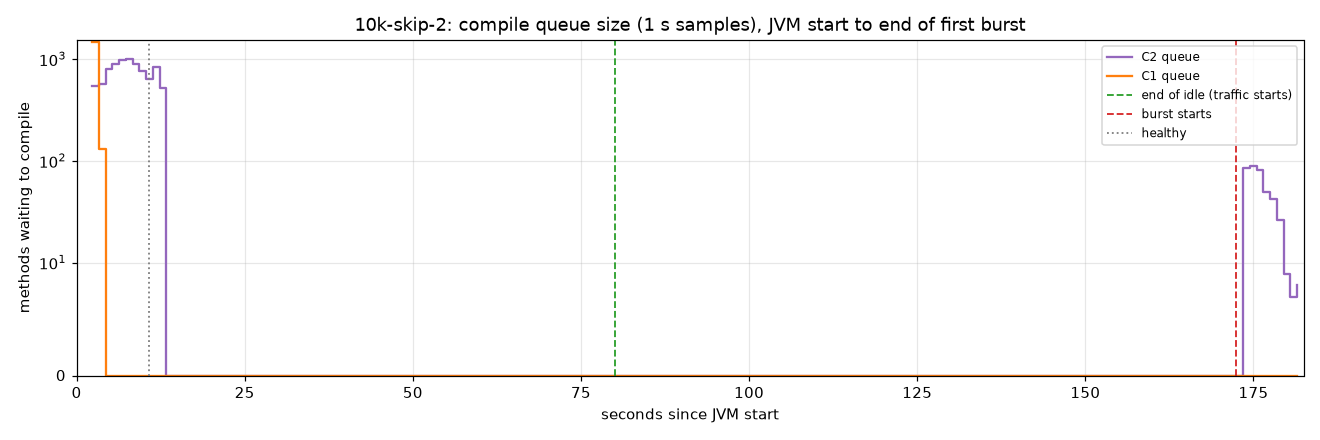 10k-skip-2: compile queue size (1 s samples), JVM start to end of first burst
methods waiting to compile
10³
10²
10¹
0
C2 queue
C1 queue
end of idle (traffic starts)
burst starts
healthy
0 25 50 75 100 125 150 175
seconds since JVM start